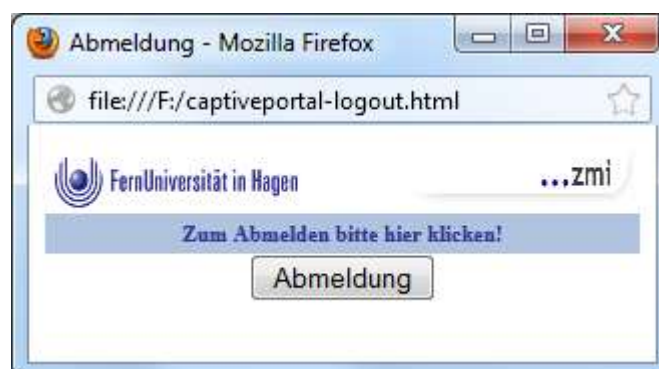 Abmeldung - Mozilla Firefox
file:///F:/captiveportal-logout.html
FernUniversität in Hagen
...zmi
Zum Abmelden bitte hier klicken!
Abmeldung